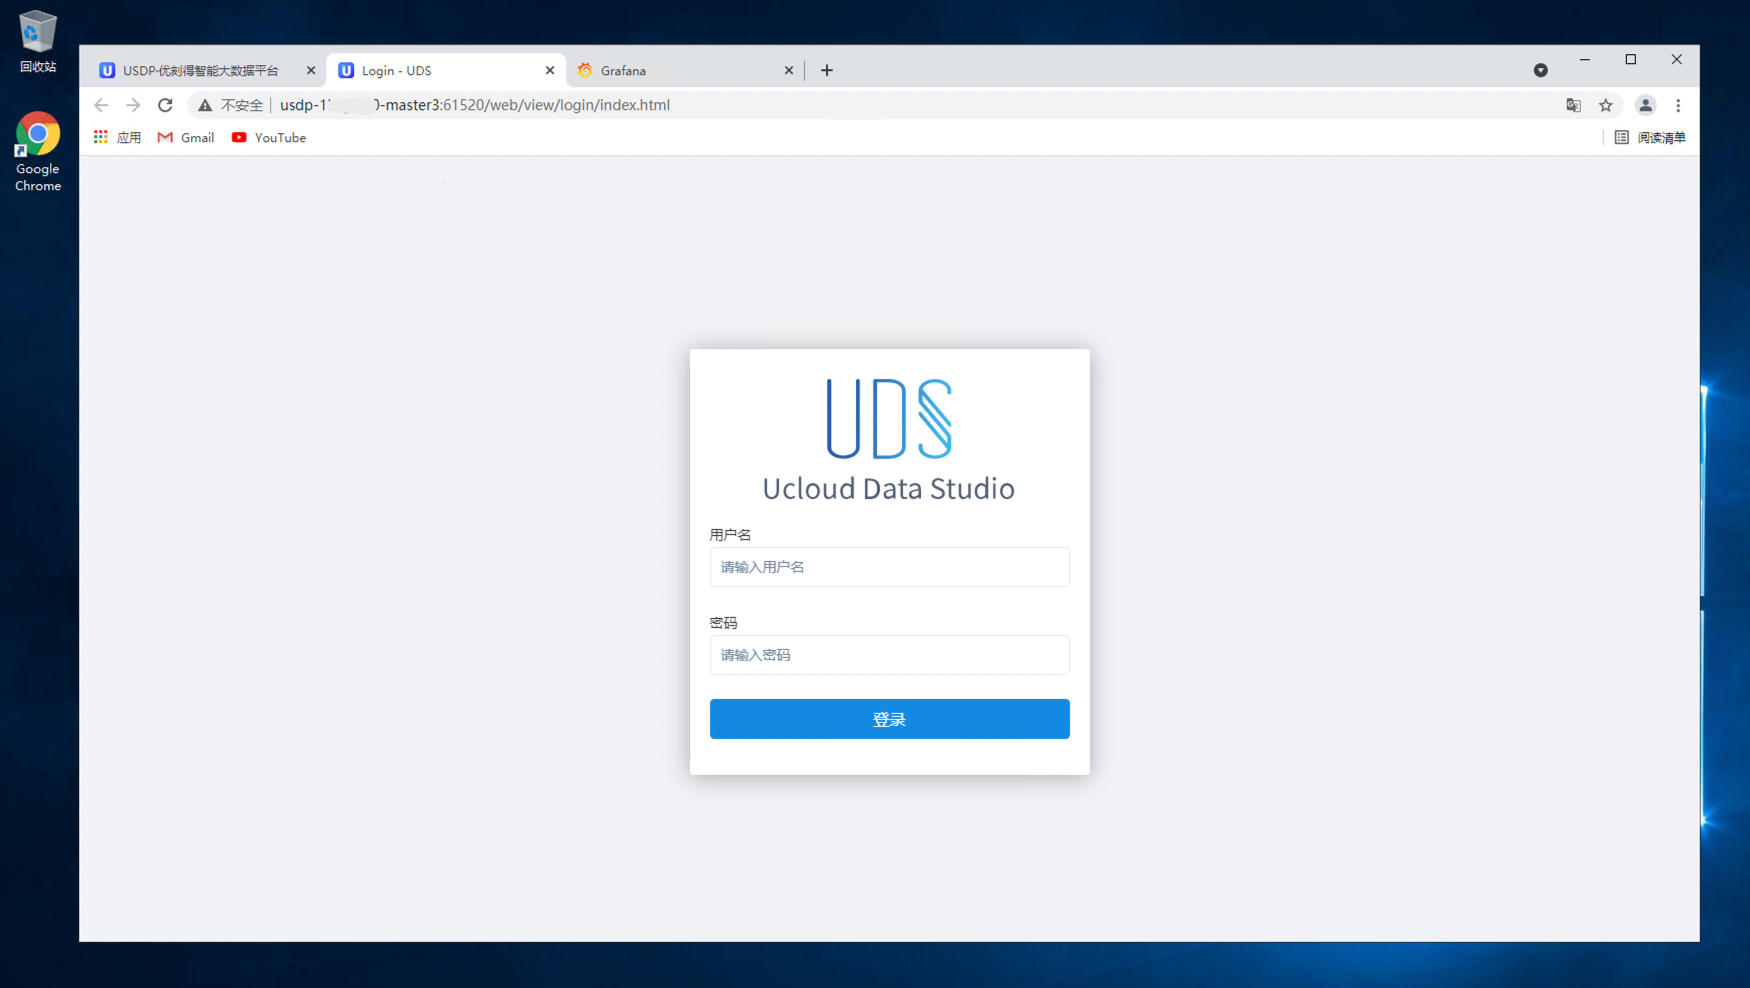 回收站
Google
Chrome
USDP-优刻得智能大数据平台
Login - UDS
Grafana
不安全
usdp-1 0-master3:61520/web/view/login/index.html
应用
Gmail
YouTube
阅读清单
UDS
Ucloud Data Studio
用户名
请输入用户名
密码
请输入密码
登录